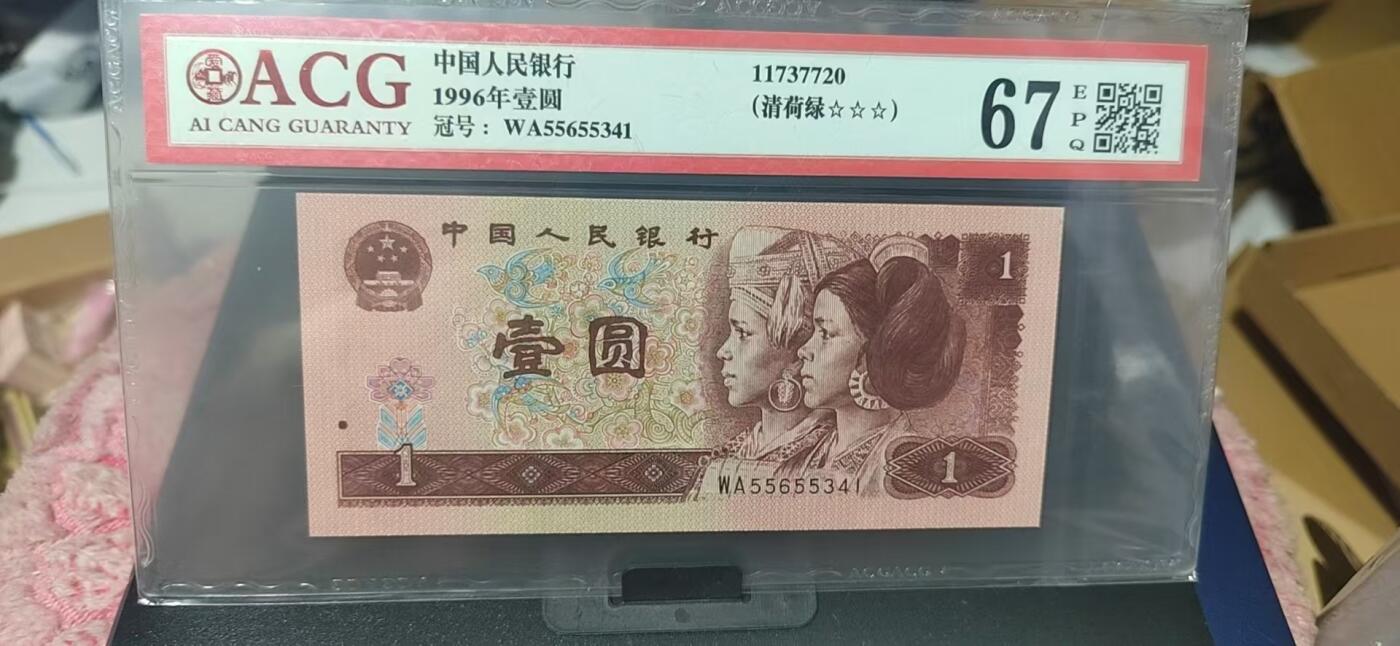 ACG
AI CANG GUARANTY
中国人民银行
1996年壹圆
冠号：WA55655341
11737720
(清荷绿☆☆☆)
67
EPQ
中国人民银行
1
壹圆
1
WA55655341
1